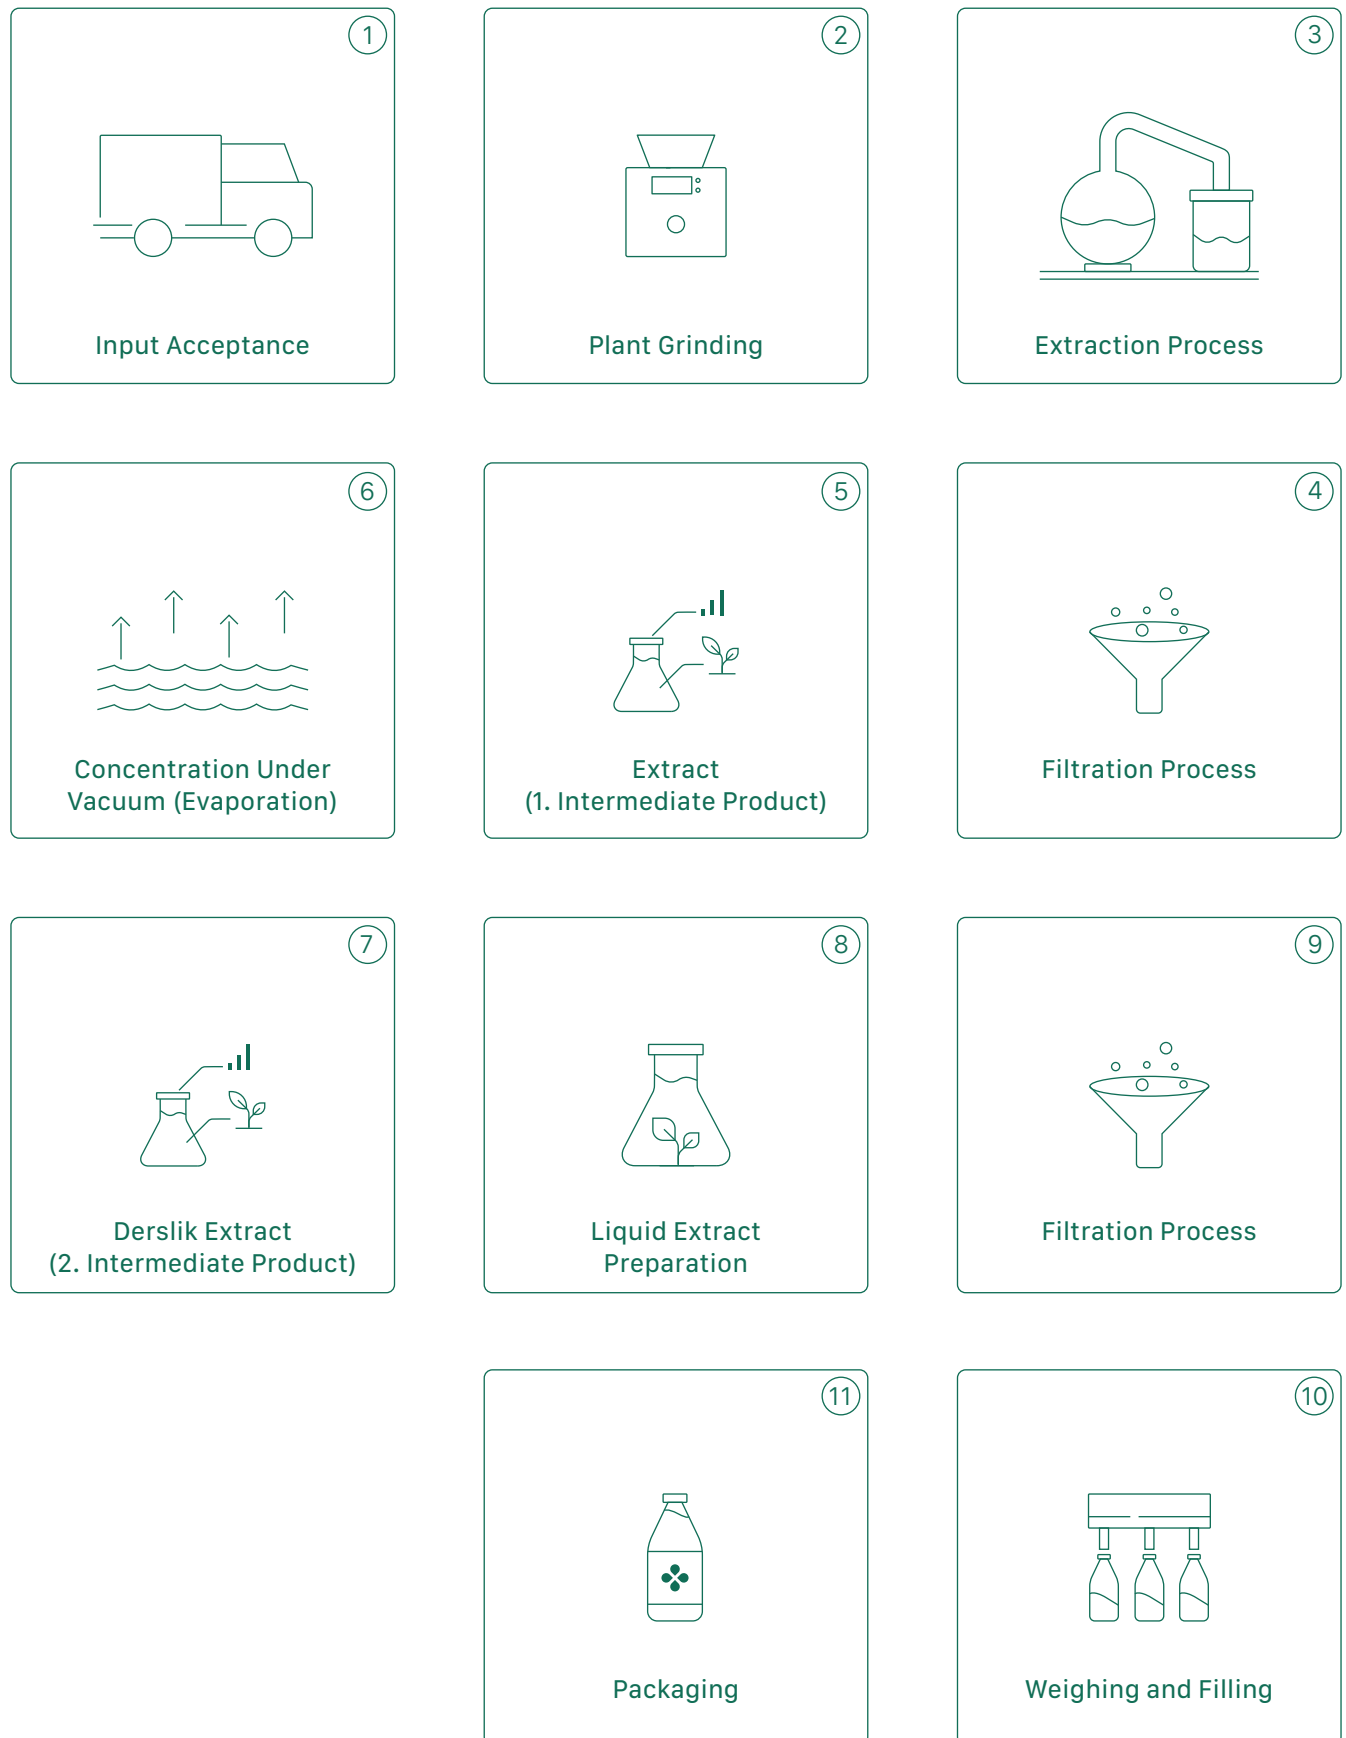 1
Input Acceptance
2
Plant Grinding
3
Extraction Process
4
Filtration Process
5
Extract
(1. Intermediate Product)
6
Concentration Under
Vacuum (Evaporation)
7
Derslik Extract
(2. Intermediate Product)
8
Liquid Extract
Preparation
9
Filtration Process
10
Weighing and Filling
11
Packaging